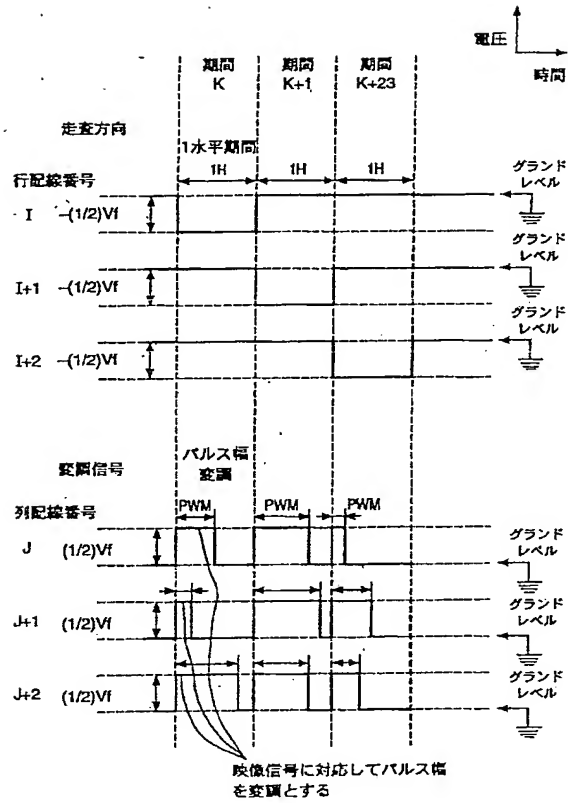 電圧
時間
期間
K
期間
K+1
期間
K+23
走査方向
1水平期間
1H
1H
1H
行配線番号
I
-(1/2)Vf
グランド
レベル
I+1
-(1/2)Vf
グランド
レベル
I+2
-(1/2)Vf
グランド
レベル
変調信号
パルス幅
変調
列配線番号
PWM
PWM
PWM
J
(1/2)Vf
グランド
レベル
J+1
(1/2)Vf
グランド
レベル
J+2
(1/2)Vf
グランド
レベル
映像信号に対応してパルス幅
を変調とする